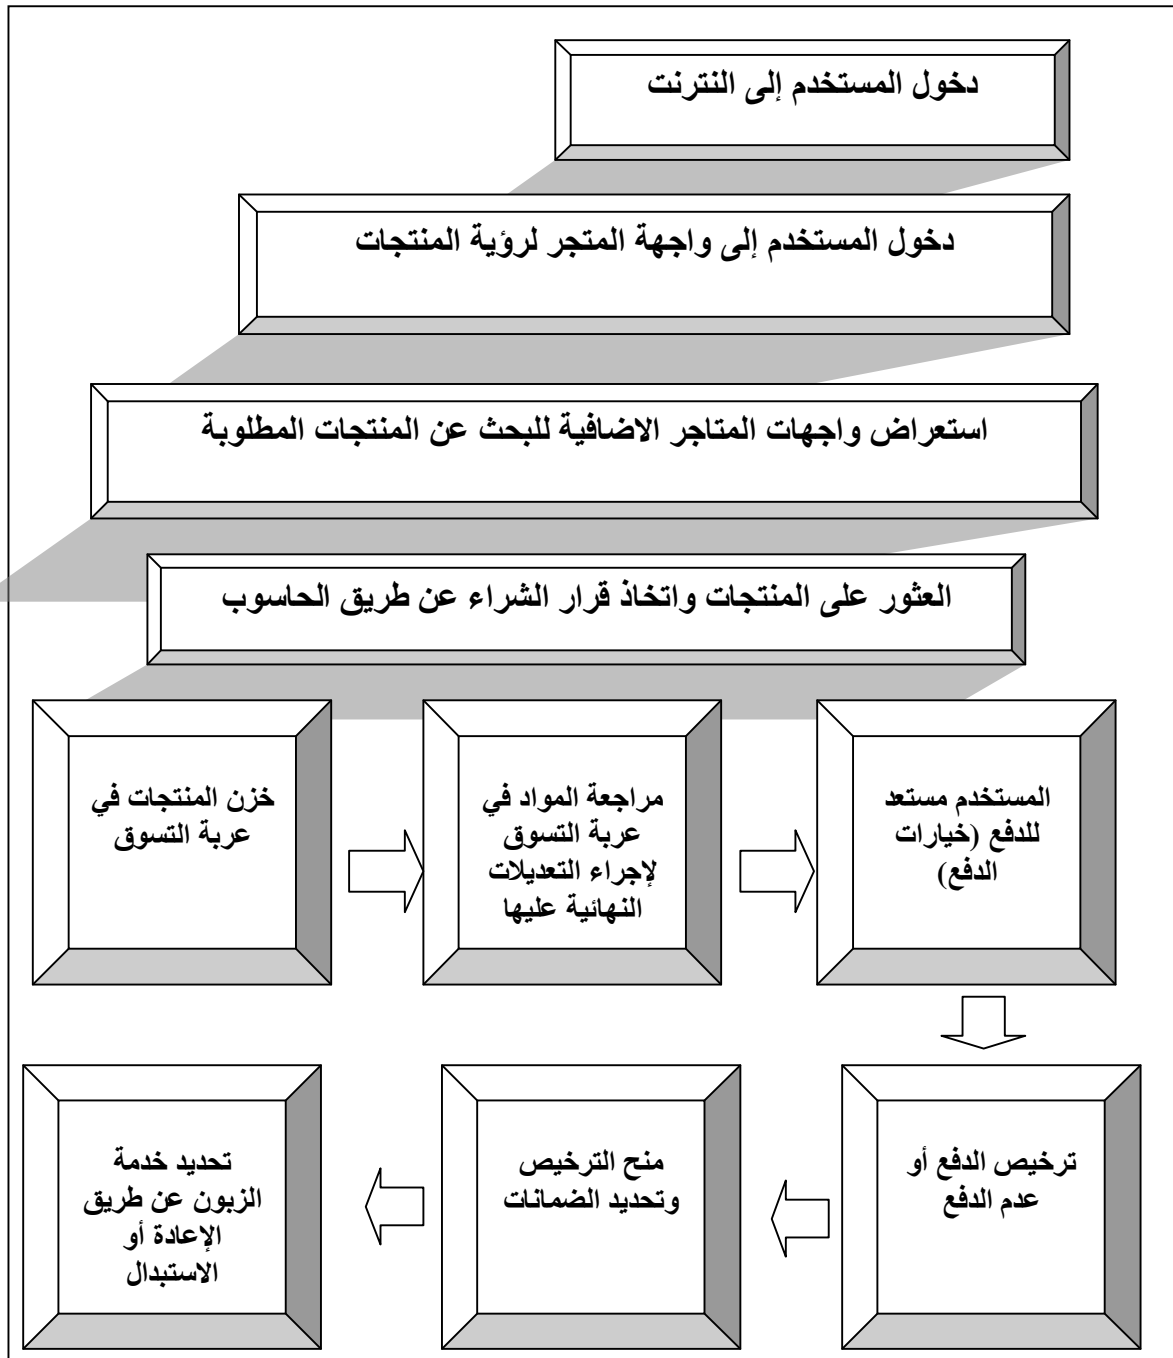 دخول المستخدم إلى النترنت
دخول المستخدم إلى واجهة المتجر لرؤية المنتجات
استعراض واجهات المتاجر الاضافية للبحث عن المنتجات المطلوبة
العثور على المنتجات واتخاذ قرار الشراء عن طريق الحاسوب
خزن المنتجات في
عربة التسوق
مراجعة المواد في
عربة التسوق
لإجراء التعديلات
النهائية عليها
المستخدم مستعد
للدفع (خيارات
الدفع)
ترخيص الدفع أو
عدم الدفع
منح الترخيص
وتحديد الضمانات
تحديد خدمة
الزبون عن طريق
الإعادة أو
الاستبدال